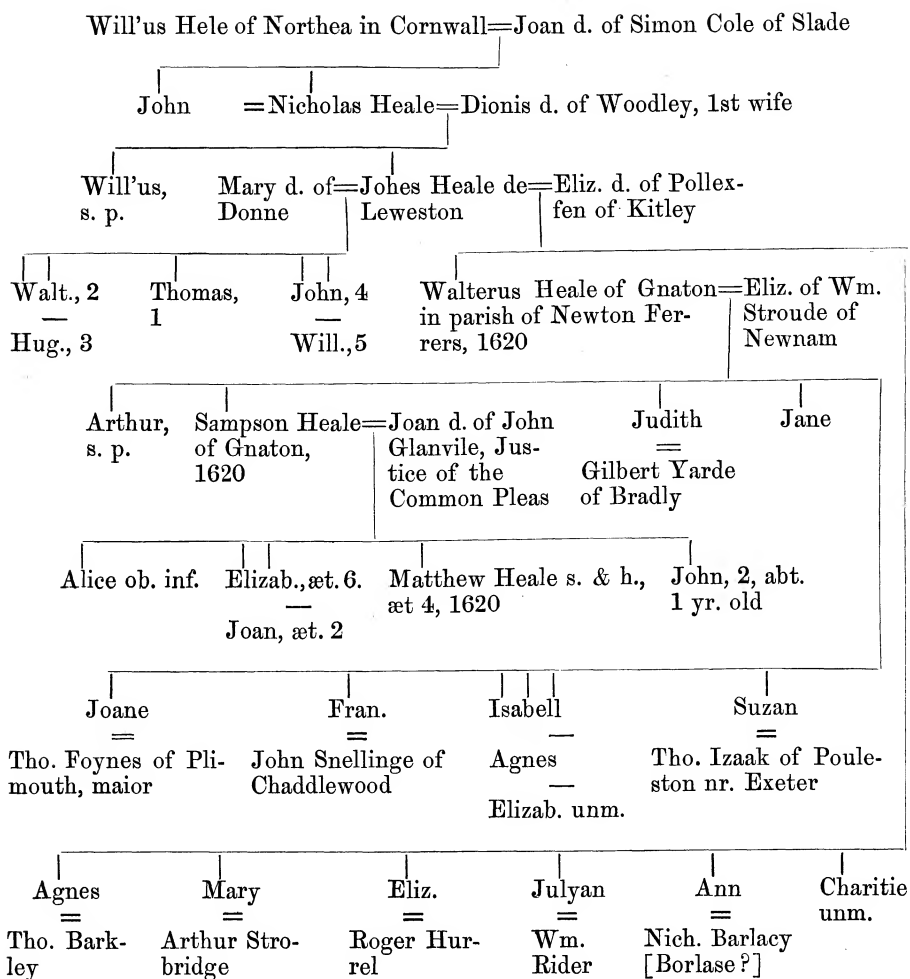 Will'us Hele of Northea in Cornwall=Joan d. of Simon Cole of Slade
John =Nicholas Heale=Dionis d. of Woodley, 1st wife
Will'us,
s. p.
Mary d. of=Johes Heale de=Eliz. d. of Pollex-
Donne Leweston fen of Kitley
Walt., 2
—
Hug., 3
Thomas,
1
John, 4
—
Will., 5
Walterus Heale of Gnaton=Eliz. of Wm.
in parish of Newton Fer- Stroude of
rers, 1620 Newnam
Arthur,
s. p.
Sampson Heale=Joan d. of John
of Gnaton, Glanvile, Jus-
1620 tice of the
Common Pleas
Judith
=
Gilbert Yarde
of Bradly
Jane
Alice ob. inf.
Elizab., æt. 6.
—
Joan, æt. 2
Matthew Heale s. & h.,
æt 4, 1620
John, 2, abt.
1 yr. old
Joane
=
Tho. Foynes of Pli-
mouth, maior
Fran.
=
John Snellinge of
Chaddlewood
Isabell
—
Agnes
—
Elizab. unm.
Suzan
=
Tho. Izaak of Poule-
ston nr. Exeter
Agnes
=
Tho. Bark-
ley
Mary
=
Arthur Stro-
bridge
Eliz.
=
Roger Hur-
rel
Julyan
=
Wm.
Rider
Ann
=
Nich. Barlacy
[Borlase?]
Charitie
unm.